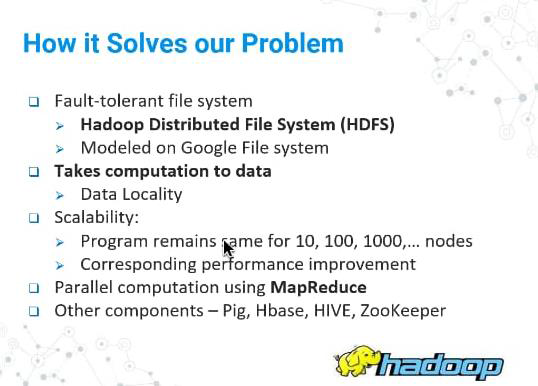 How it Solves our Problem
Fault-tolerant file system
Hadoop Distributed File System (HDFS)
Modeled on Google File system
Takes computation to data
Data Locality
Scalability:
Program remains same for 10, 100, 1000,... nodes
Corresponding performance improvement
Parallel computation using MapReduce
Other components – Pig, Hbase, HIVE, ZooKeeper
hadoop